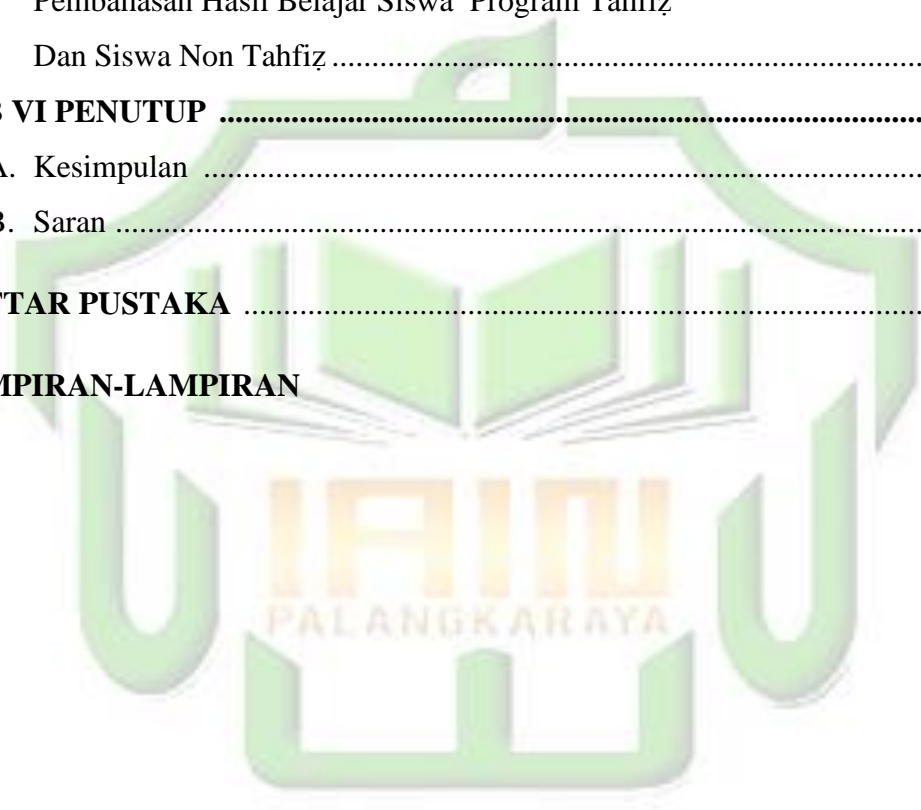 Pembahasan Hasil Belajar Siswa Program Tahfiẓ
Dan Siswa Non Tahfiẓ ........................................................................
VI PENUTUP ........................................................................
A. Kesimpulan ........................................................................
B. Saran ........................................................................
TAR PUSTAKA ........................................................................
MPIRAN-LAMPIRAN
IAIN
PALANGKARAYA